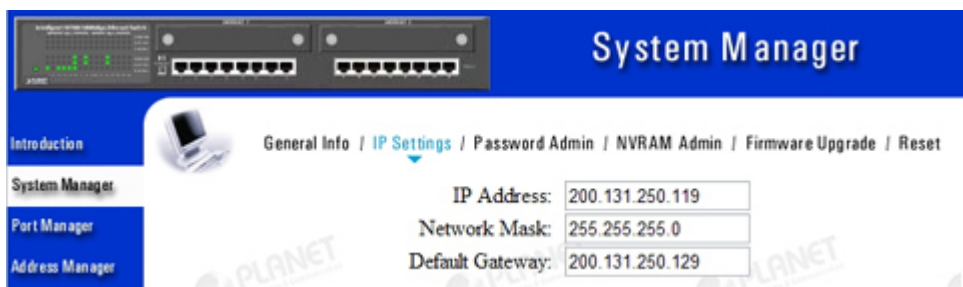 System Manager
Introduction
General Info / IP Settings / Password Admin / NVRAM Admin / Firmware Upgrade / Reset
System Manager
IP Address: 200.131.250.119
Port Manager
Network Mask: 255.255.255.0
Address Manager
Default Gateway: 200.131.250.129
PLANET
PLANET